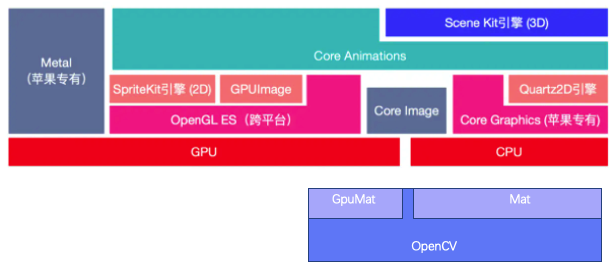 Metal
（苹果专有）
Scene Kit引擎 (3D)
Core Animations
SpriteKit引擎 (2D)
GPUImage
Quartz2D引擎
OpenGL ES（跨平台）
Core Image
Core Graphics (苹果专有)
GPU
CPU
GpuMat
Mat
OpenCV